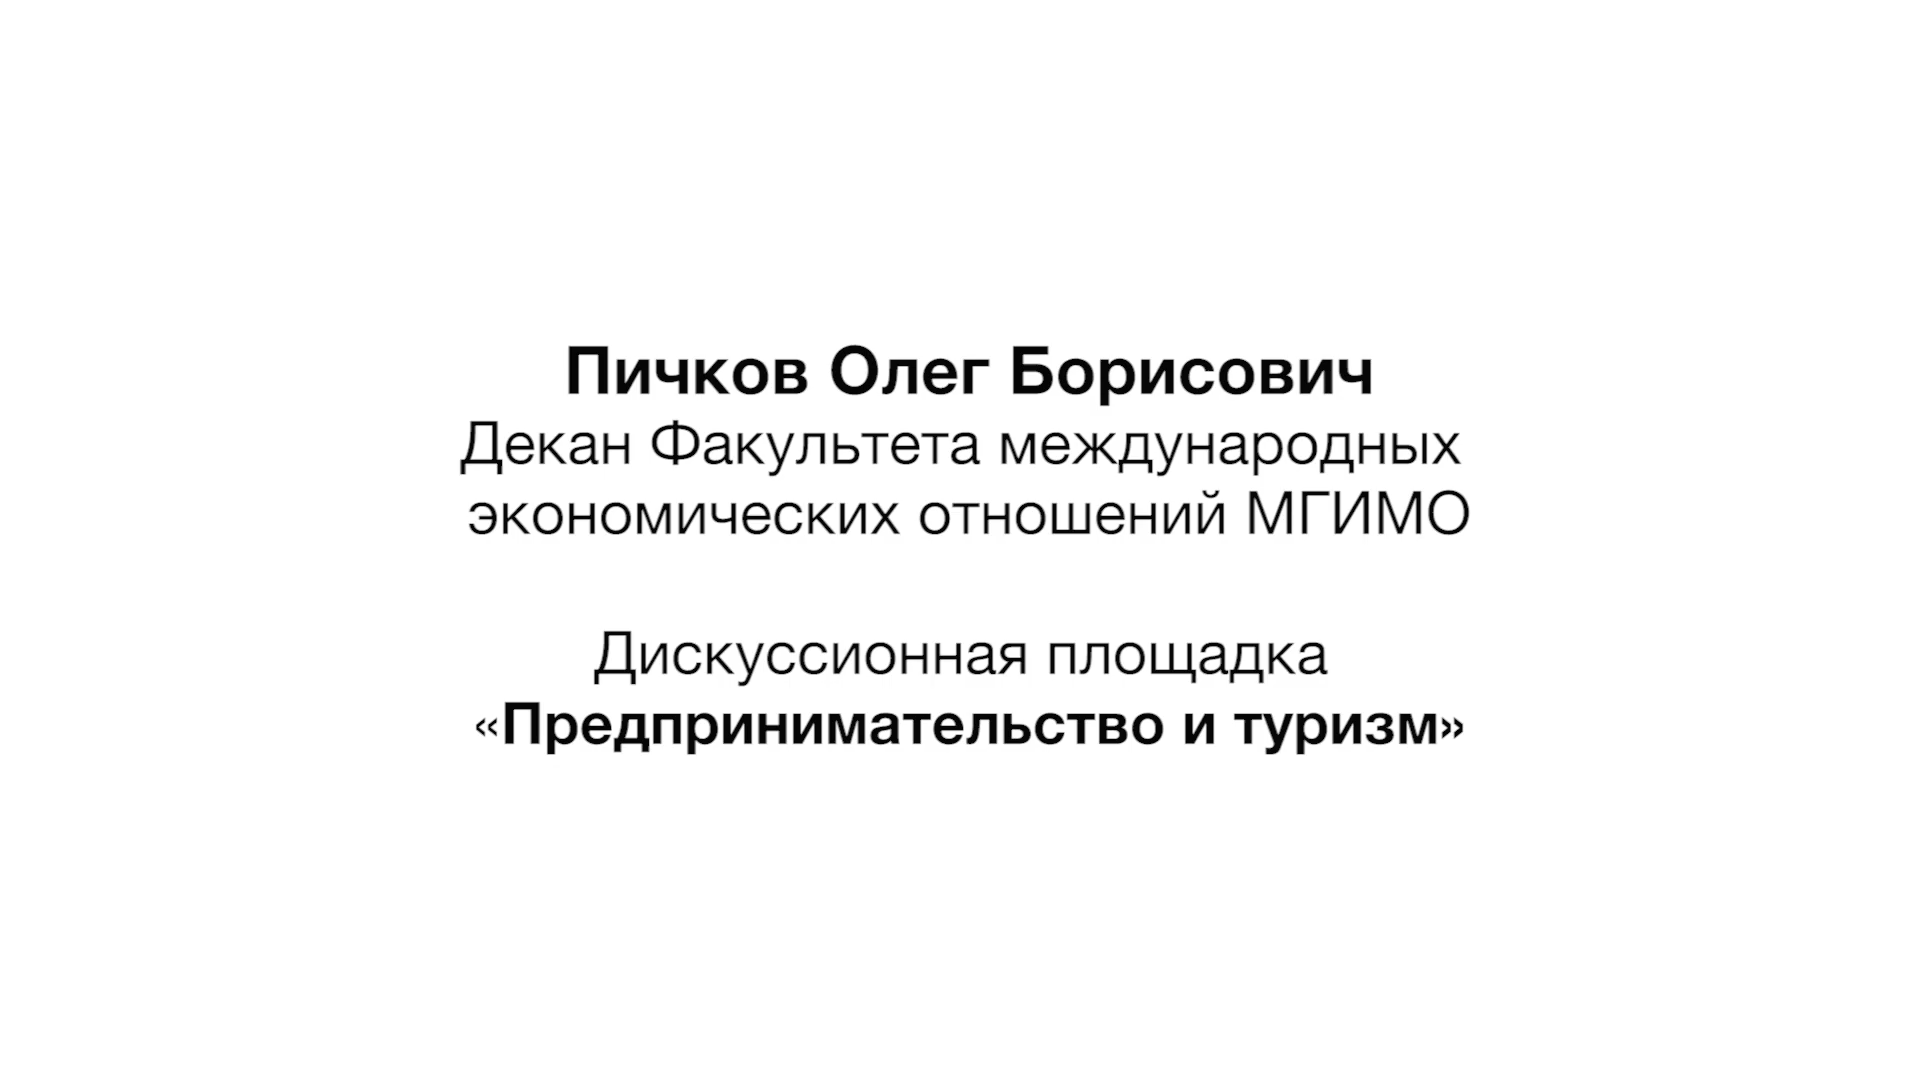 Пичков Олег Борисович
Декан Факультета международных
экономических отношений МГИМО
Дискуссионная площадка
«Предпринимательство и туризм»